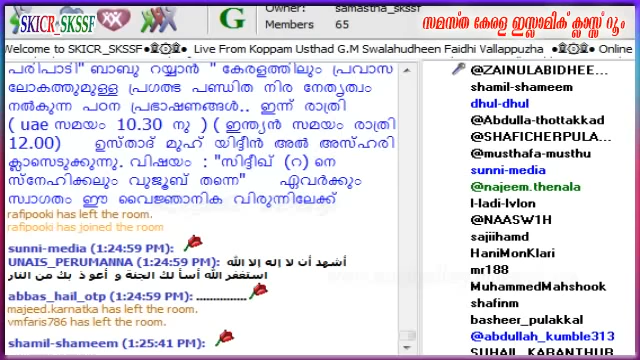 SKICR_SKSSF
G
Owner: samastha_skssf
Members 65
സമസ്ത കേരള ഇസ്ലാമിക് ക്ലാസ്സ് റൂം
Welcome to SKICR_SKSSF●۩۞۩● Live From Koppam Usthad G.M Swalahudheen Faidhi Vallappuzha ●۩۞۩● Online
പരിപാടി" ബാബു റയ്യാൻ " കേരളത്തിലും പ്രവാസ
ലോകത്തുമുള്ള പ്രഗത്ഭ പണ്ഡിത നിര നേതൃത്വം
നൽകുന്ന പഠന പ്രഭാഷണങ്ങൾ.. ഇന്ന് രാത്രി
( uae സമയം 10.30 നു ) ( ഇന്ത്യൻ സമയം രാത്രി
12.00) ഉസ്താദ് മുഹ് യിദ്ദീൻ അൽ അസ്ഹരി
ക്ലാസെടുക്കുന്നു. വിഷയം : "സിദ്ദീഖ് (റ) നെ
സ്നേഹിക്കലും വുജൂബ് തന്നെ" ഏവർക്കും
സ്വാഗതം ഈ വൈജ്ഞാനിക വിരുന്നിലേക്ക്
rafipooki has left the room.
rafipooki has joined the room
sunni-media (1:24:59 PM):
UNAIS_PERUMANNA (1:24:59 PM): أشهد أن لا إله إلا الله
استغفر الله أسأ لك الجنة و أعو ذ بك من النار
abbas_hail_otp (1:24:59 PM): ..............
majeed.karnatka has left the room.
vmfaris786 has left the room.
shamil-shameem (1:25:41 PM):
@ZAINULABIDHEE...
shamil-shameem
dhul-dhul
@Abdulla-thottakkad
@SHAFICHERPULA...
@musthafa-musthu
sunni-media
@najeem.thenala
l-ladi-lvlon
@NAASW1H
sajiihamd
HaniMonKlari
mr188
MuhammedMahshook
shafinm
basheer_pulakkal
@abdullah_kumble313
SUHAIL_KARANTHUR